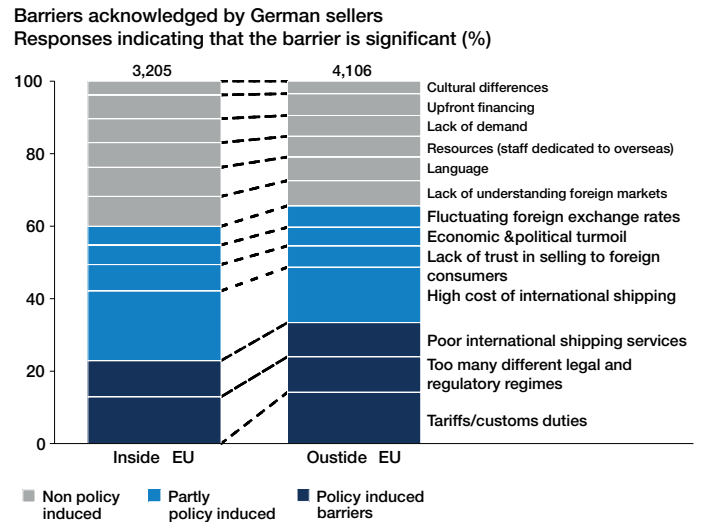 Barriers acknowledged by German sellers
Responses indicating that the barrier is significant (%)
3,205
4,106
100
80
60
40
20
0
Cultural differences
Upfront financing
Lack of demand
Resources (staff dedicated to overseas)
Language
Lack of understanding foreign markets
Fluctuating foreign exchange rates
Economic &political turmoil
Lack of trust in selling to foreign
consumers
High cost of international shipping
Poor international shipping services
Too many different legal and
regulatory regimes
Tariffs/customs duties
Inside EU
Oustide EU
Non policy
induced
Partly
policy induced
Policy induced
barriers